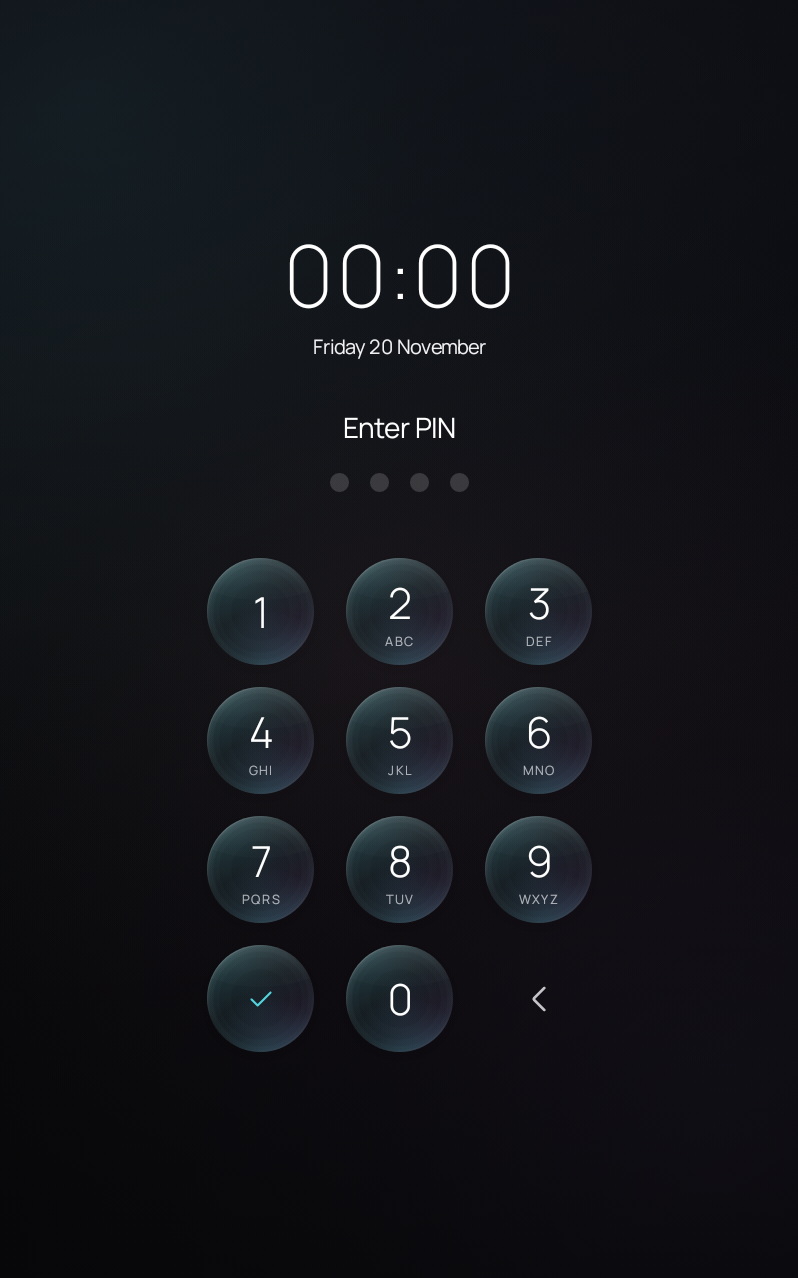 00:00
Friday 20 November
Enter PIN
1 2 3
ABC DEF
4 5 6
GHI JKL MNO
7 8 9
PQRS TUV WXYZ
0